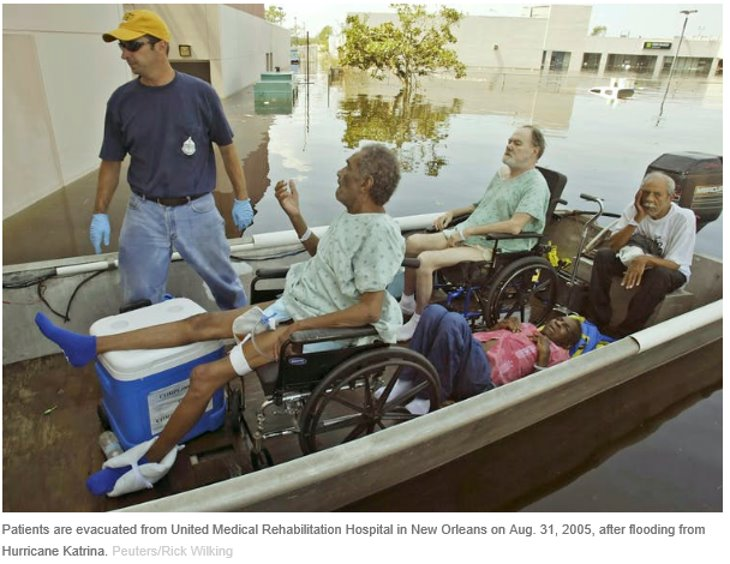 Patients are evacuated from United Medical Rehabilitation Hospital in New Orleans on Aug. 31, 2005, after flooding from
Hurricane Katrina. Peuters/Rick Wilking